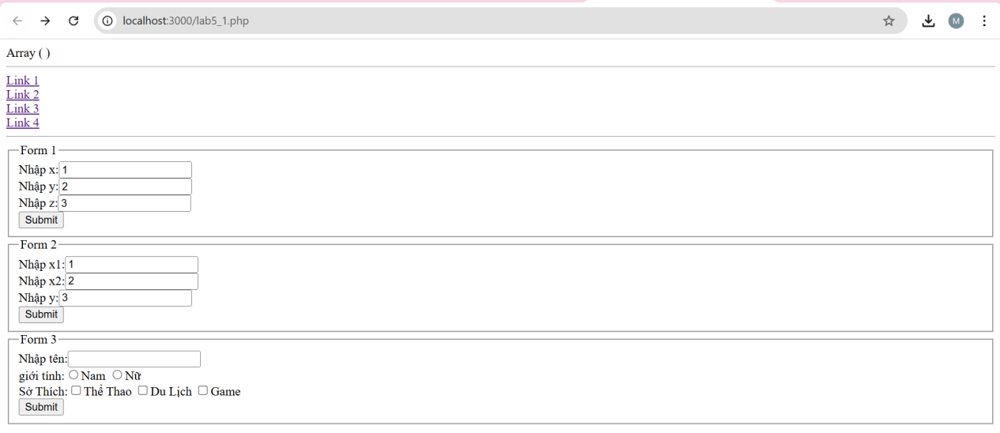 localhost:3000/lab5_1.php
M
Array ( )
Link 1
Link 2
Link 3
Link 4
Form 1
Nhập x: 1
Nhập y: 2
Nhập z: 3
Submit
Form 2
Nhập x1: 1
Nhập x2: 2
Nhập y: 3
Submit
Form 3
Nhập tên:
giới tính: Nam Nữ
Sở Thích: Thể Thao Du Lịch Game
Submit